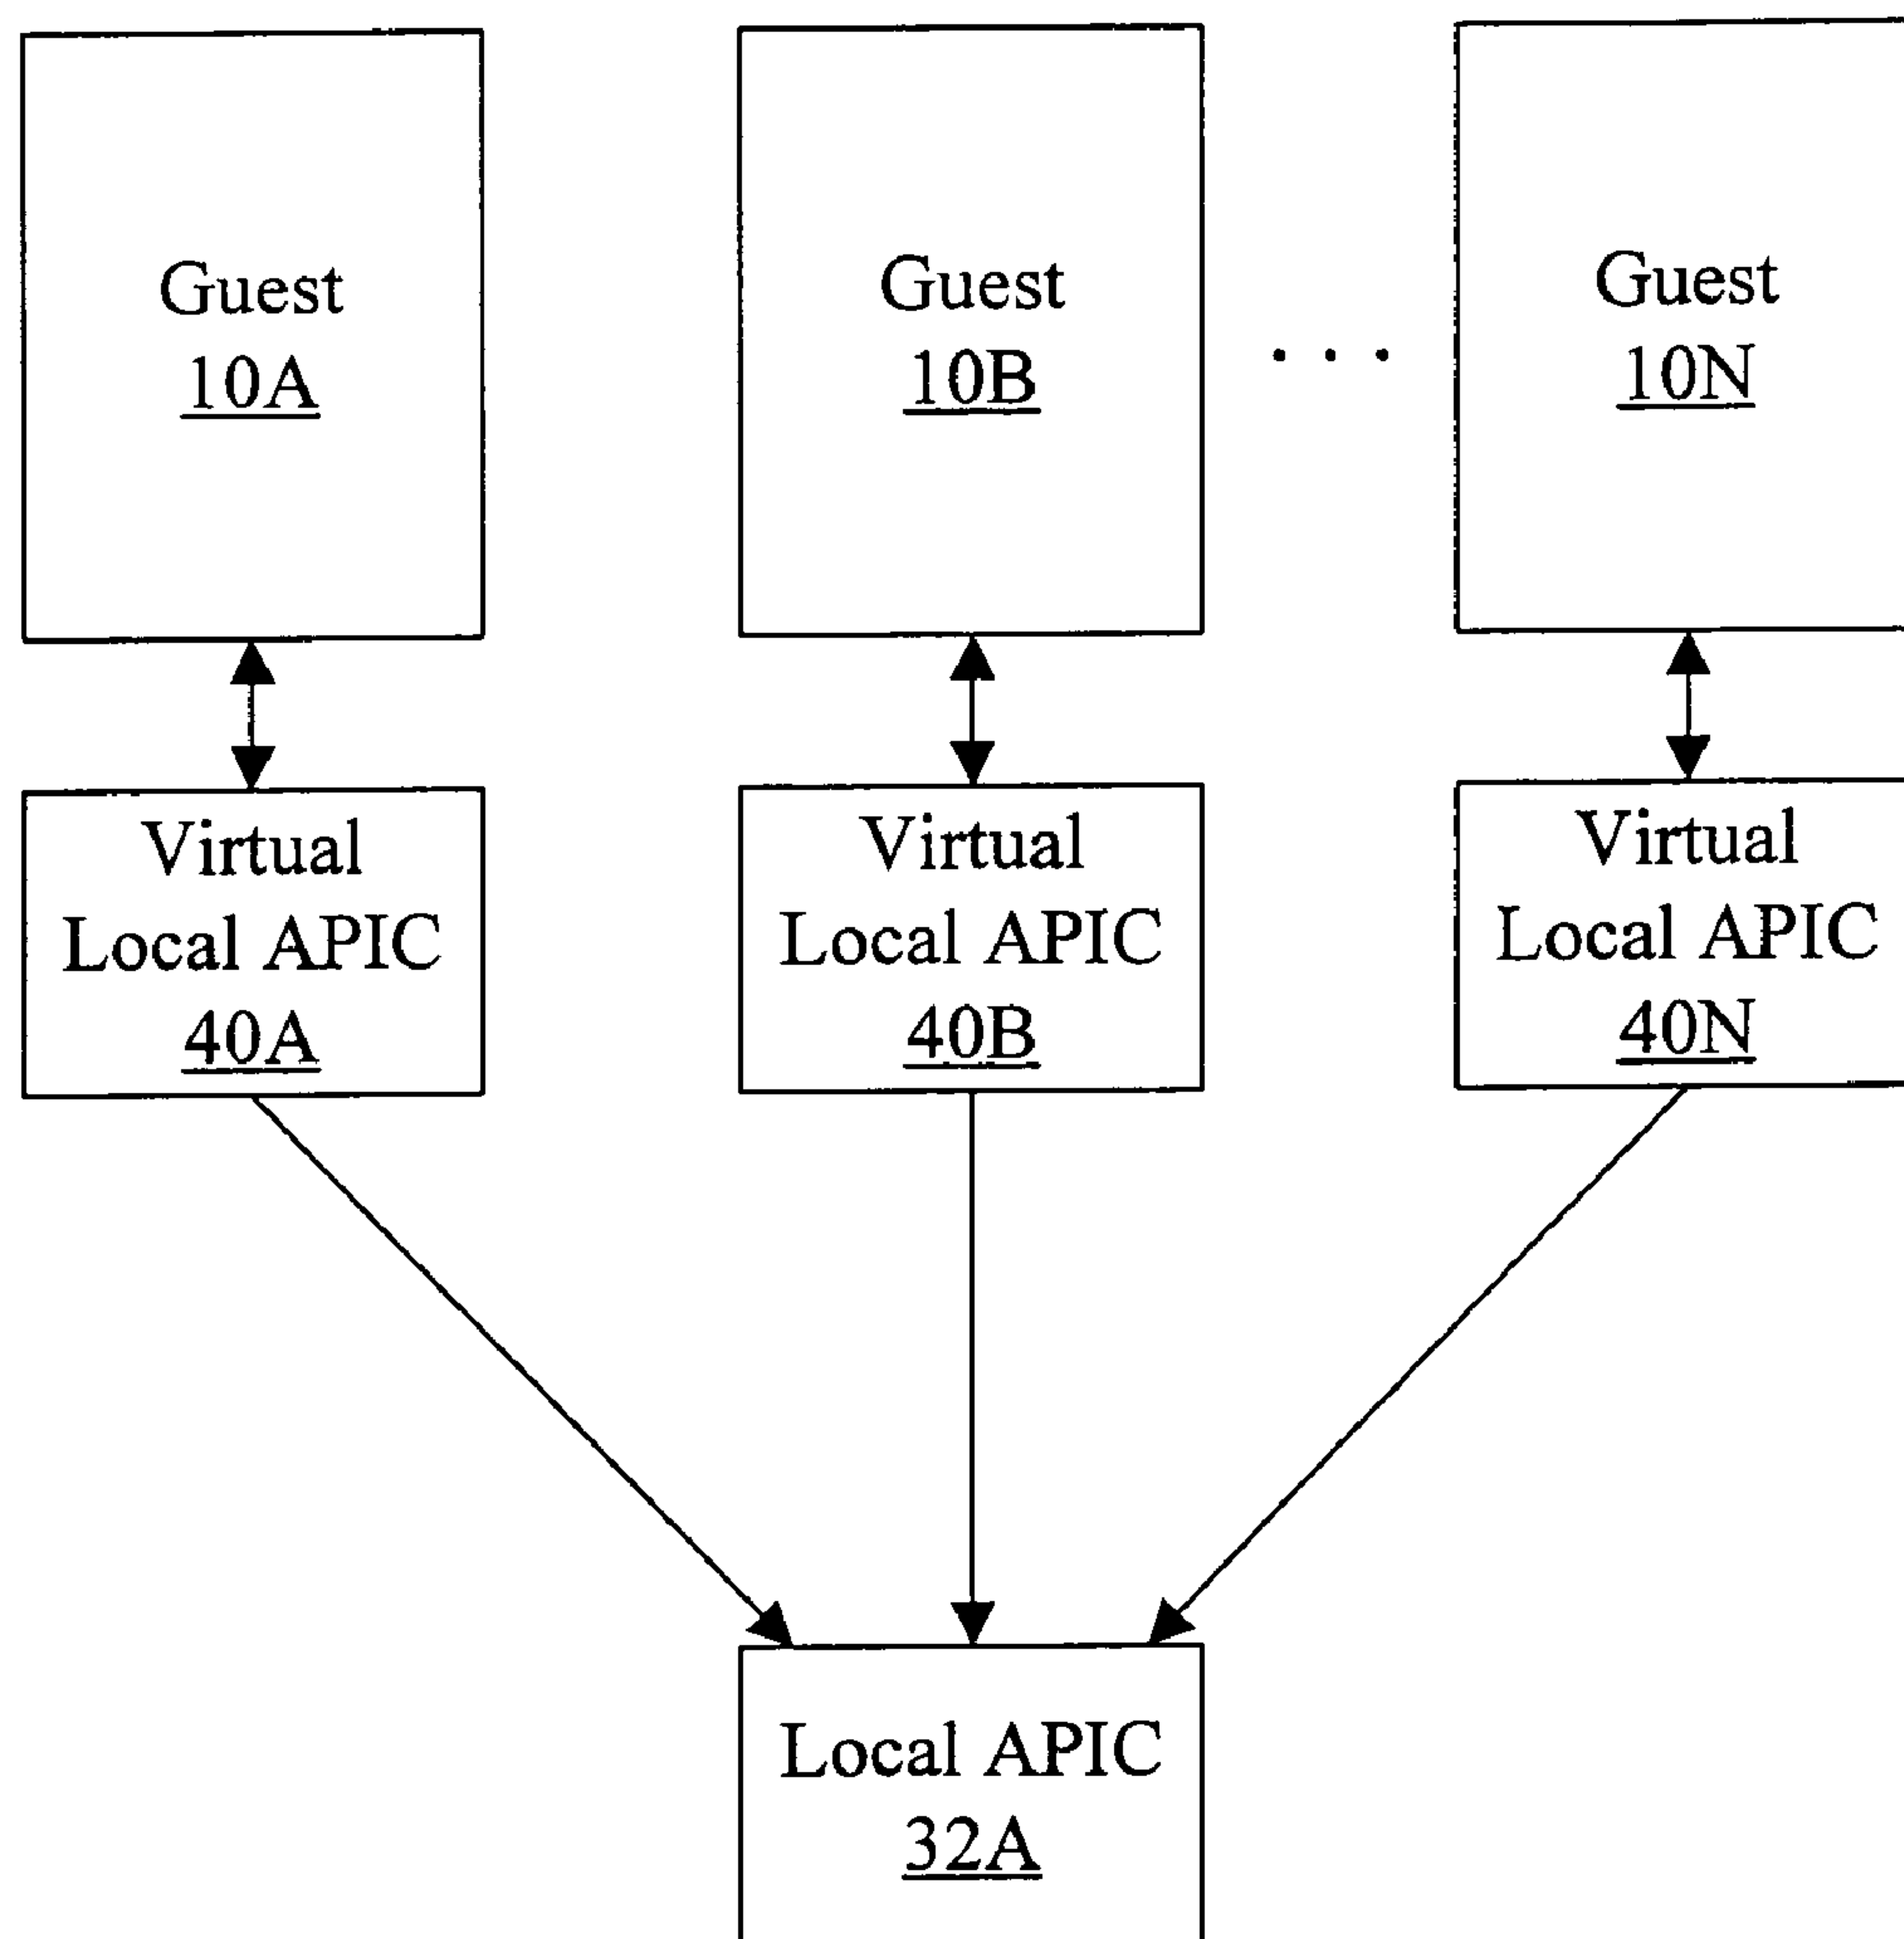 Guest
10A
Guest
10B
. . .
Guest
10N
Virtual
Local APIC
40A
Virtual
Local APIC
40B
Virtual
Local APIC
40N
Local APIC
32A